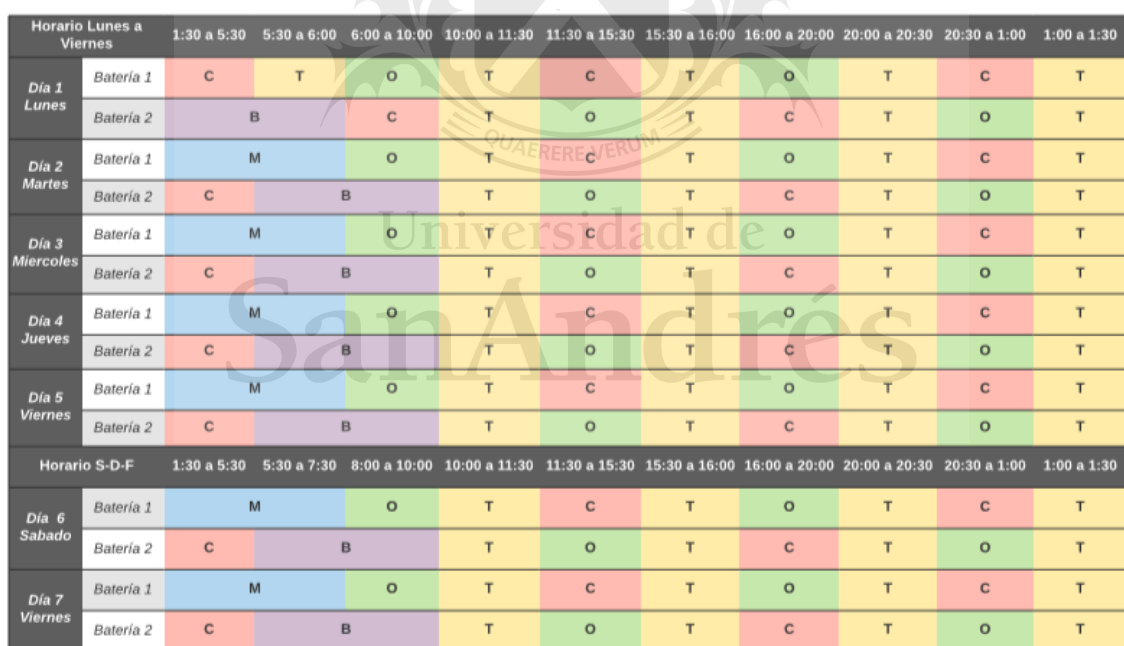 Horario Lunes a Viernes 1:30 a 5:30 5:30 a 6:00 6:00 a 10:00 10:00 a 11:30 11:30 a 15:30 15:30 a 16:00 16:00 a 20:00 20:00 a 20:30 20:30 a 1:00 1:00 a 1:30
Día 1 Lunes
Batería 1 C T O T C T O T C T
Batería 2 B C T O T C T O T
Día 2 Martes
Batería 1 M O T C T O T C T
Batería 2 C B T O T C T O T
Día 3 Miercoles
Batería 1 M O T C T O T C T
Batería 2 C B T O T C T O T
Día 4 Jueves
Batería 1 M O T C T O T C T
Batería 2 C B T O T C T O T
Día 5 Viernes
Batería 1 M O T C T O T C T
Batería 2 C B T O T C T O T
Horario S-D-F 1:30 a 5:30 5:30 a 7:30 8:00 a 10:00 10:00 a 11:30 11:30 a 15:30 15:30 a 16:00 16:00 a 20:00 20:00 a 20:30 20:30 a 1:00 1:00 a 1:30
Día 6 Sabado
Batería 1 M O T C T O T C T
Batería 2 C B T O T C T O T
Día 7 Viernes
Batería 1 M O T C T O T C T
Batería 2 C B T O T C T O T
QUAERERE VERUM
Universidad de
SanAndrés